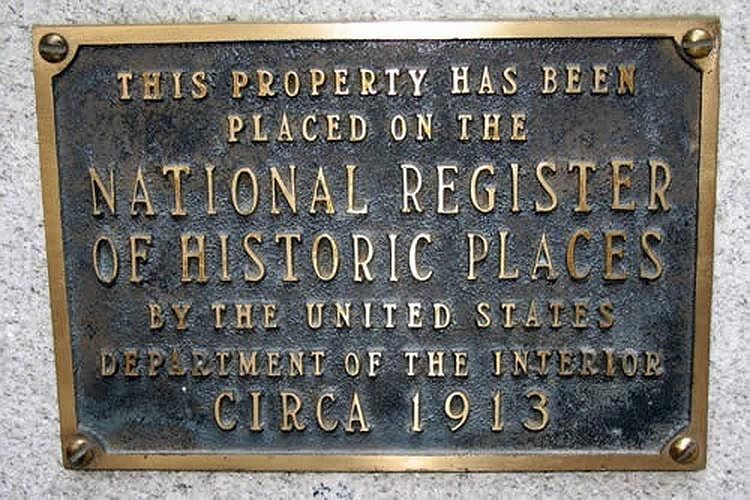 THIS PROPERTY HAS BEEN
PLACED ON THE
NATIONAL REGISTER
OF HISTORIC PLACES
BY THE UNITED STATES
DEPARTMENT OF THE INTERIOR
CIRCA 1913